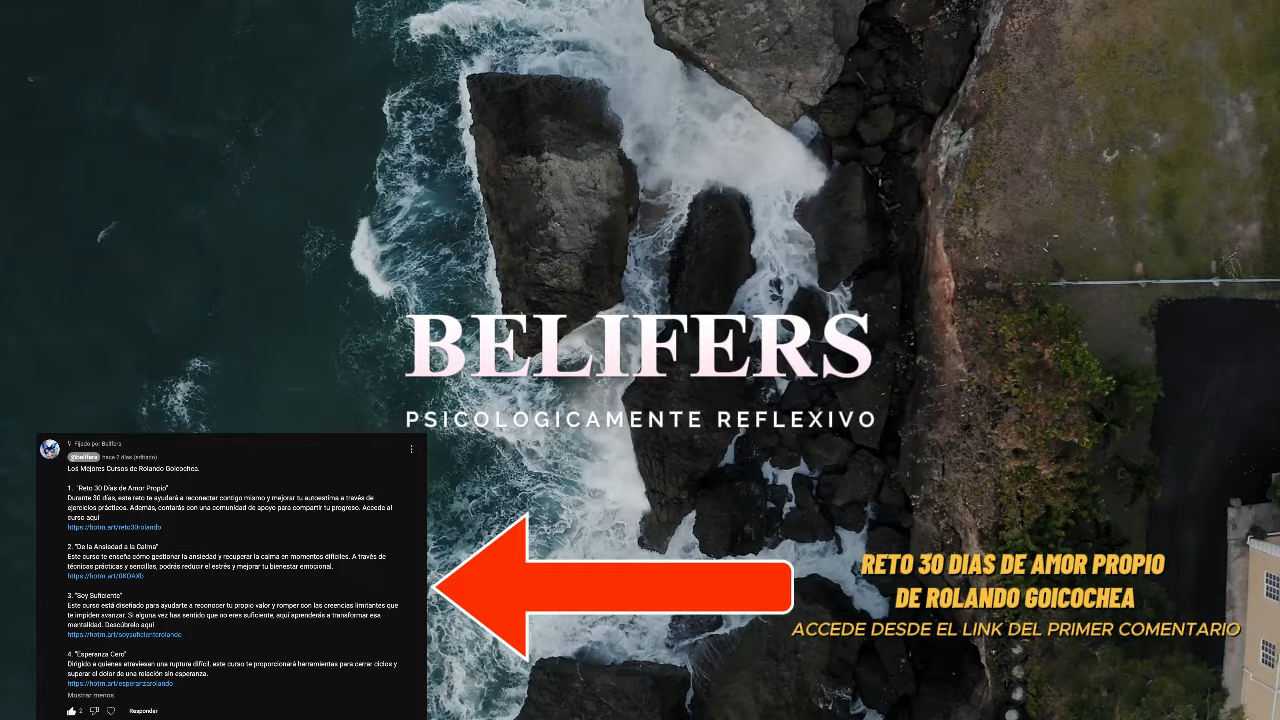 BELIFERS
PSICOLOGICAMENTE REFLEXIVO
Fijado por Belifers
@belifers hace 2 días (editado)
Los Mejores Cursos de Rolando Goicochea.
1. "Reto 30 Días de Amor Propio"
Durante 30 días, este reto te ayudará a reconectar contigo mismo y mejorar tu autoestima a través de
ejercicios prácticos. Además, contarás con una comunidad de apoyo para compartir tu progreso. Accede al
curso aquí
https://hotm.art/reto30rolando
2. "De la Ansiedad a la Calma"
Este curso te enseña cómo gestionar la ansiedad y recuperar la calma en momentos difíciles. A través de
técnicas prácticas y sencillas, podrás reducir el estrés y mejorar tu bienestar emocional.
https://hotm.art/0KOAXb
3. "Soy Suficiente"
Este curso está diseñado para ayudarte a reconocer tu propio valor y romper con las creencias limitantes que
te impiden avanzar. Si alguna vez has sentido que no eres suficiente, aquí aprenderás a transformar esa
mentalidad. Descúbrelo aquí
https://hotm.art/soysuficienterolando
4. "Esperanza Cero"
Dirigido a quienes atraviesan una ruptura difícil, este curso te proporcionará herramientas para cerrar ciclos y
superar el dolor de una relación sin esperanza.
https://hotm.art/esperanzarolando
Mostrar menos
2 Responder
RETO 30 DIAS DE AMOR PROPIO
DE ROLANDO GOICOCHEA
ACCEDE DESDE EL LINK DEL PRIMER COMENTARIO